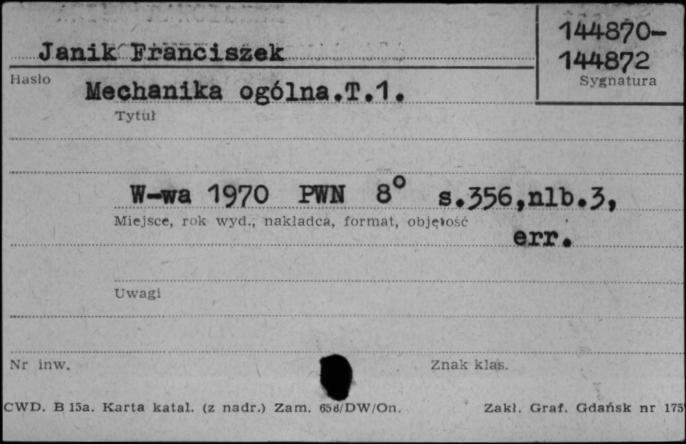 144870-
Janik Franciszek
144872
Hasło
Sygnatura
Mechanika ogólna.T.1.
Tytuł
W-wa 1970 PWN 8° s.356,nlb.3,
Miejsce, rok wyd., nakładca, format, objętość
err.
Uwagi
Nr inw.
Znak klas.
CWD. B 15a. Karta katal. (z nadr.) Zam. 658/DW/On. Zakł. Graf. Gdańsk nr 175